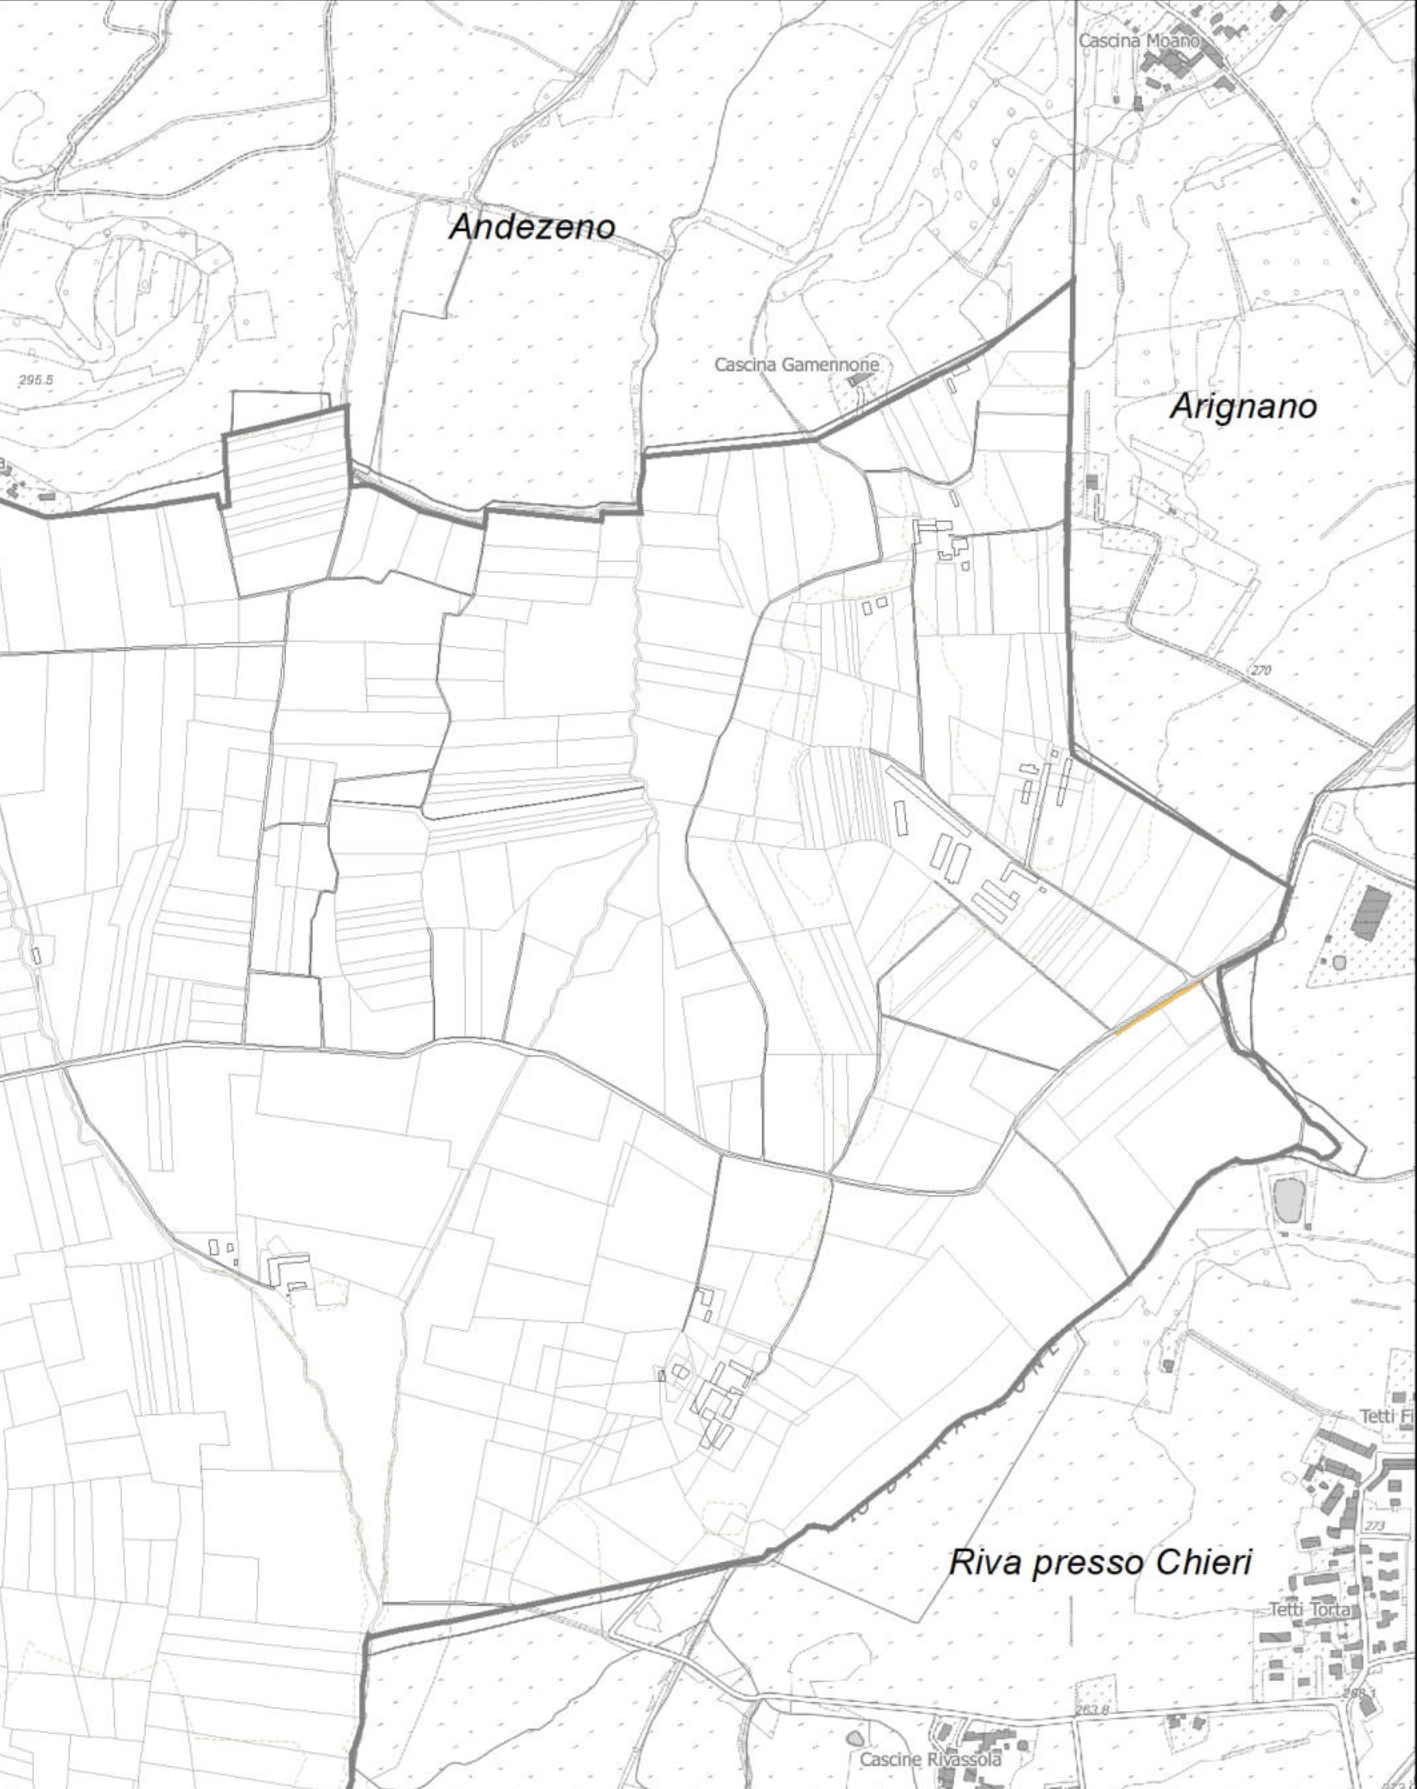 Cascina Moano
Andezeno
Cascina Gamennone
295.5
Arignano
270
Tetti Fi
273
Riva presso Chieri
Tetti Torta
263.8
Cascine Rivassola